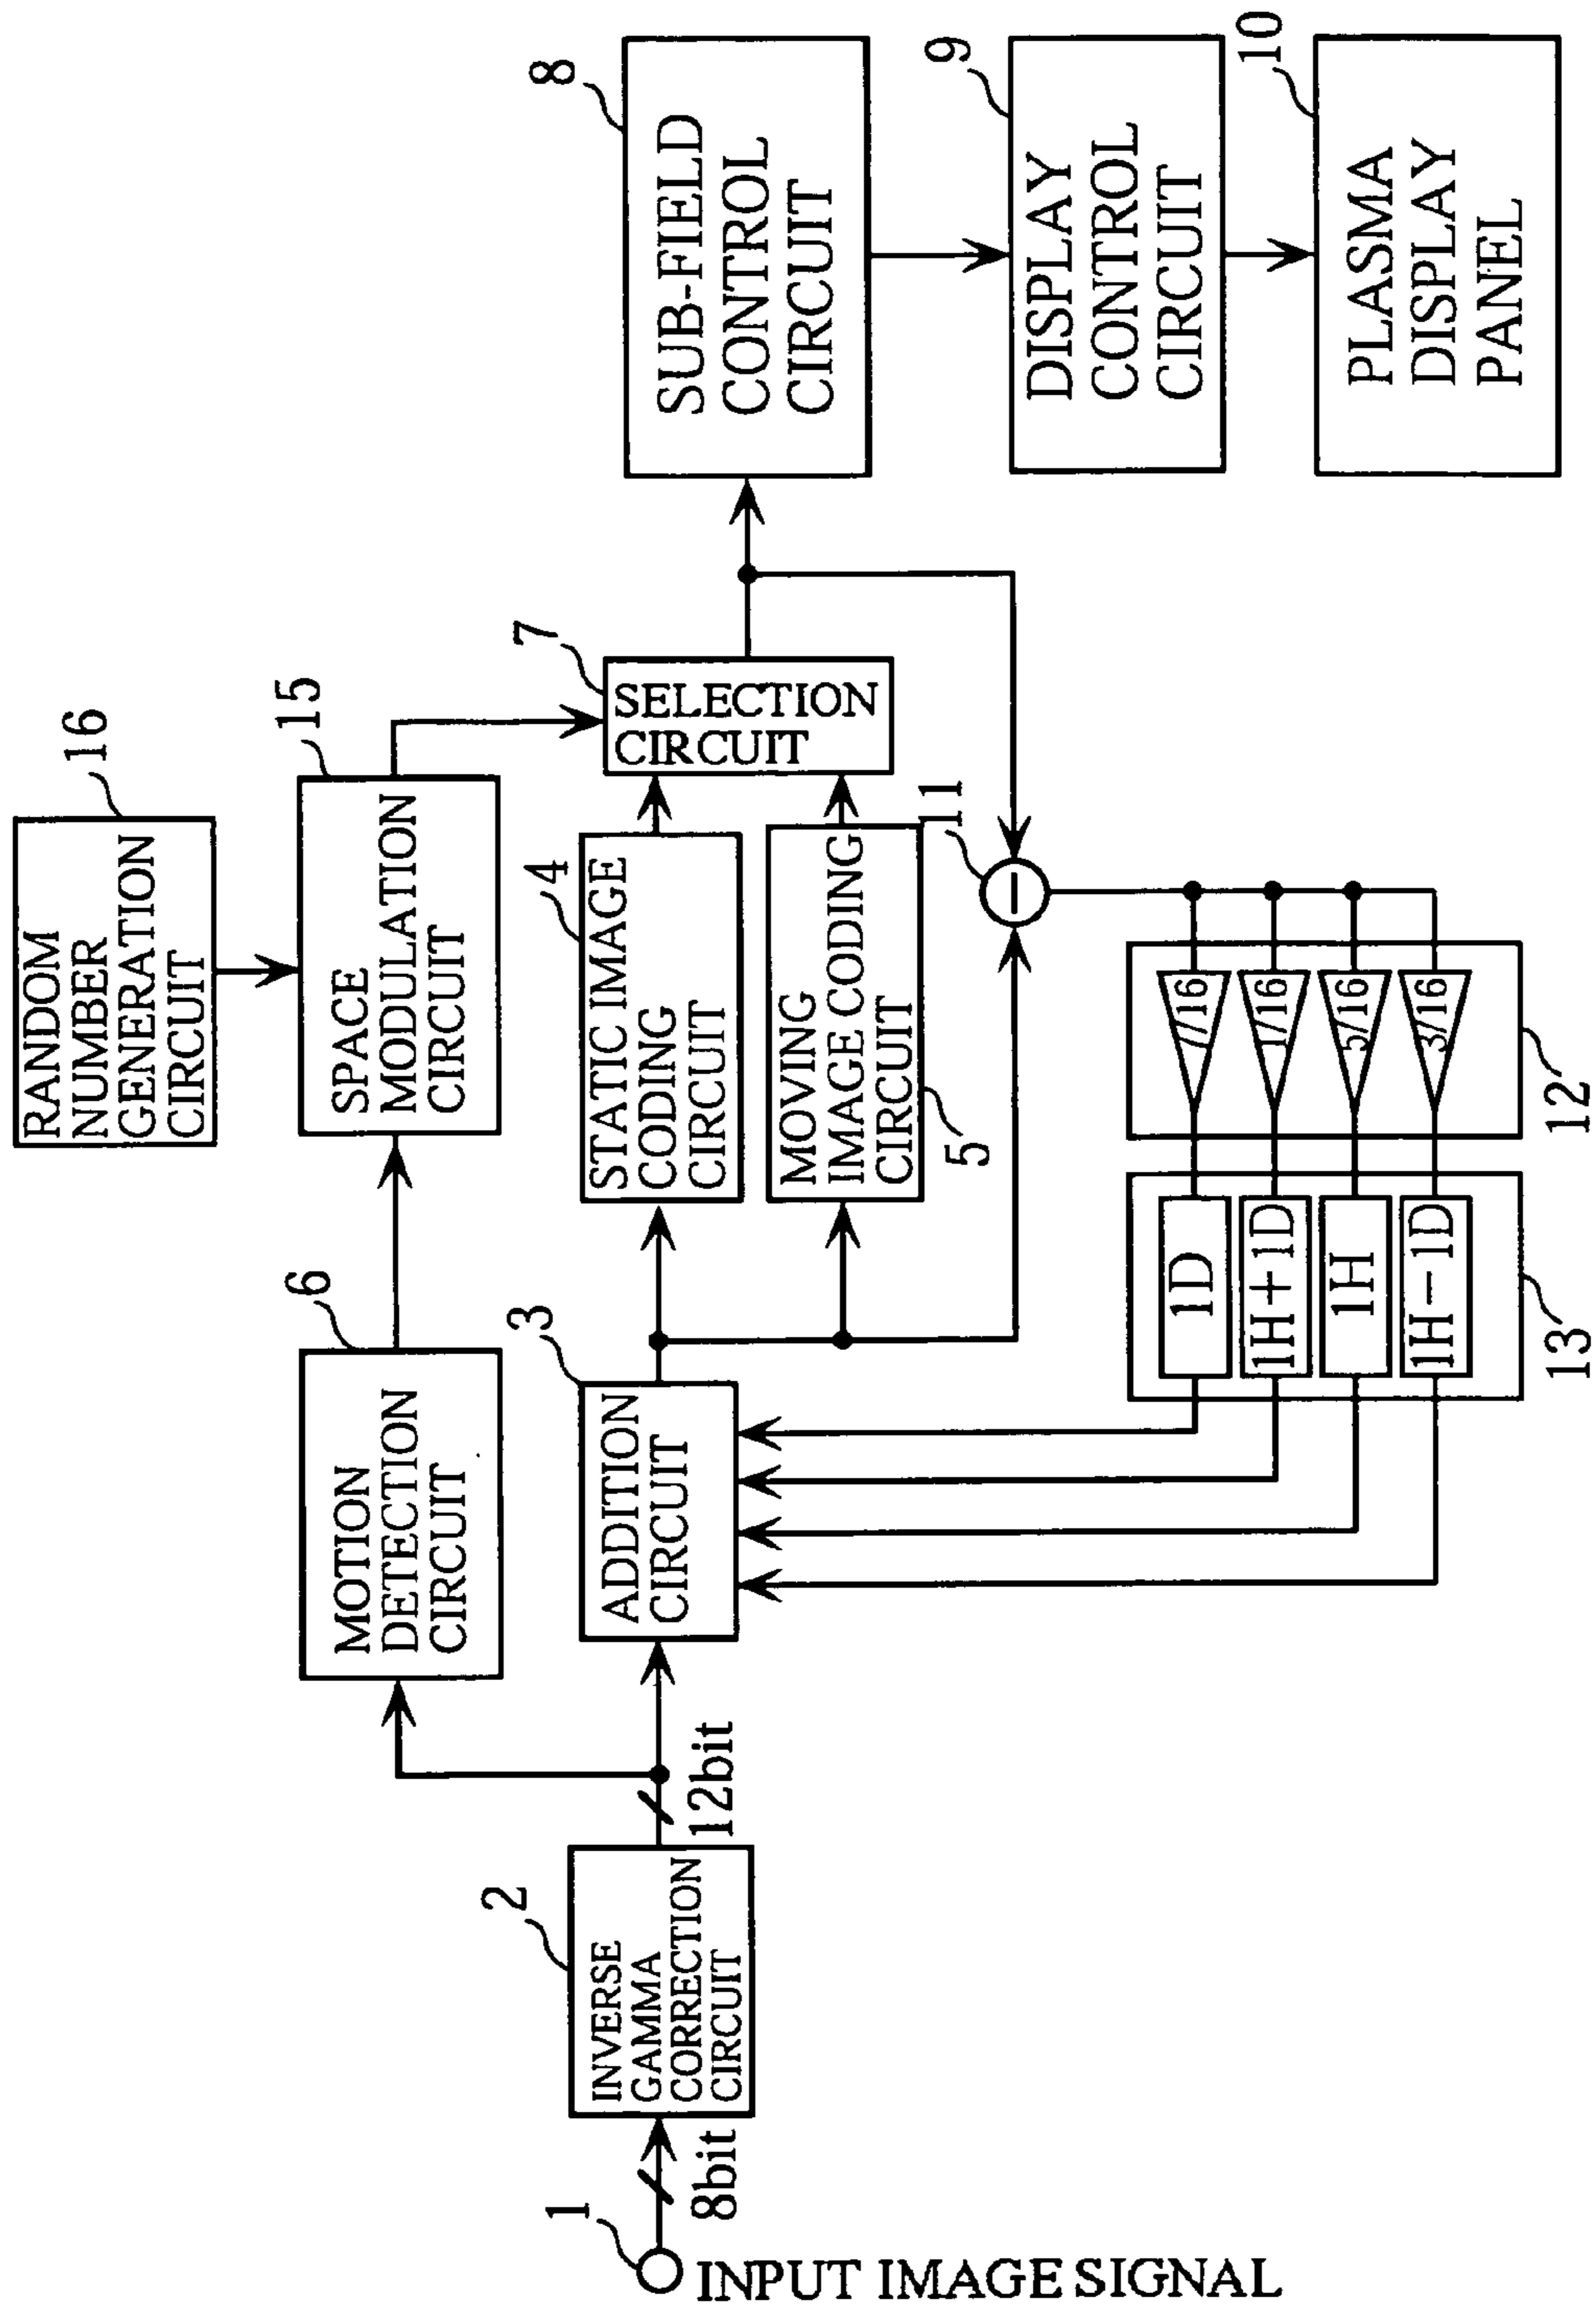 16
RANDOM
NUMBER
GENERATION
CIRCUIT
15
SPACE
MODULATION
CIRCUIT
6
MOTION
DETECTION
CIRCUIT
1
INPUT IMAGE SIGNAL
8bit
2
INVERSE
GAMMA
CORRECTION
CIRCUIT
12bit
3
ADDITION
CIRCUIT
4
STATIC IMAGE
CODING
CIRCUIT
5
MOVING
IMAGE CODING
CIRCUIT
7
SELECTION
CIRCUIT
8
SUB-FIELD
CONTROL
CIRCUIT
9
DISPLAY
CONTROL
CIRCUIT
10
PLASMA
DISPLAY
PANEL
11
12
7/16
1/16
5/16
3/16
13
1D
1H+1D
1H
1H-1D